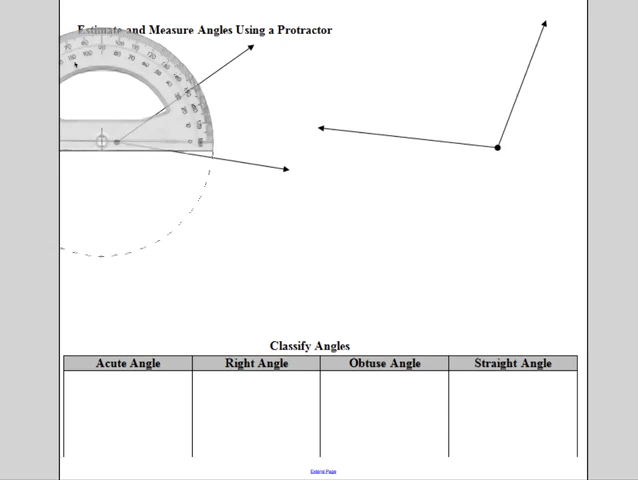 Estimate and Measure Angles Using a Protractor
Classify Angles
Acute Angle Right Angle Obtuse Angle Straight Angle
Extend Page